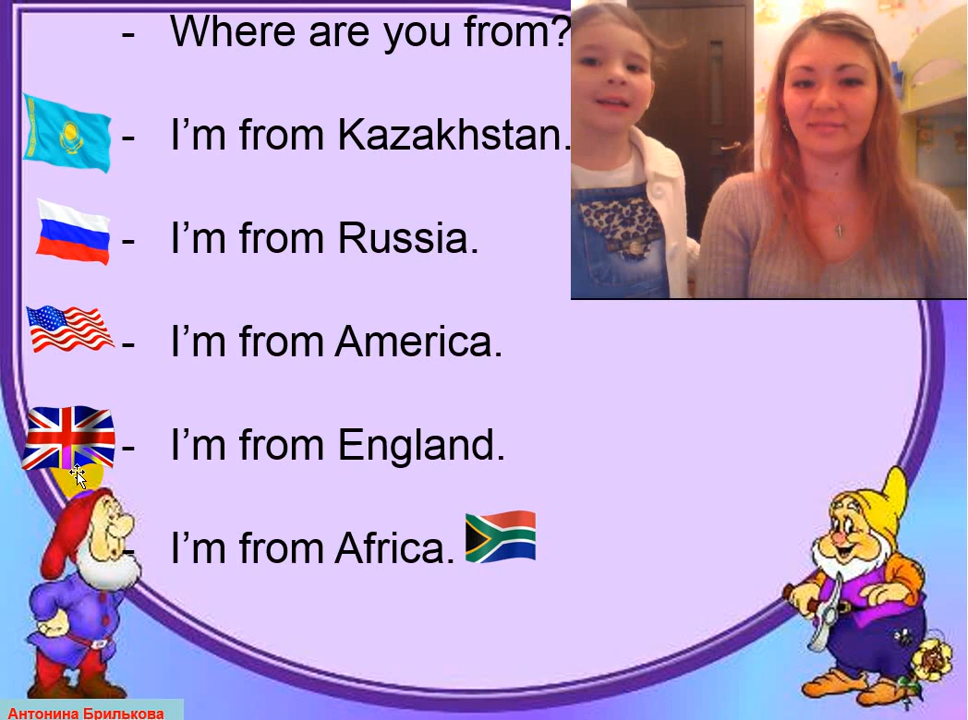 - Where are you from?
- I’m from Kazakhstan.
- I’m from Russia.
- I’m from America.
- I’m from England.
- I’m from Africa.
Антонина Брилькова